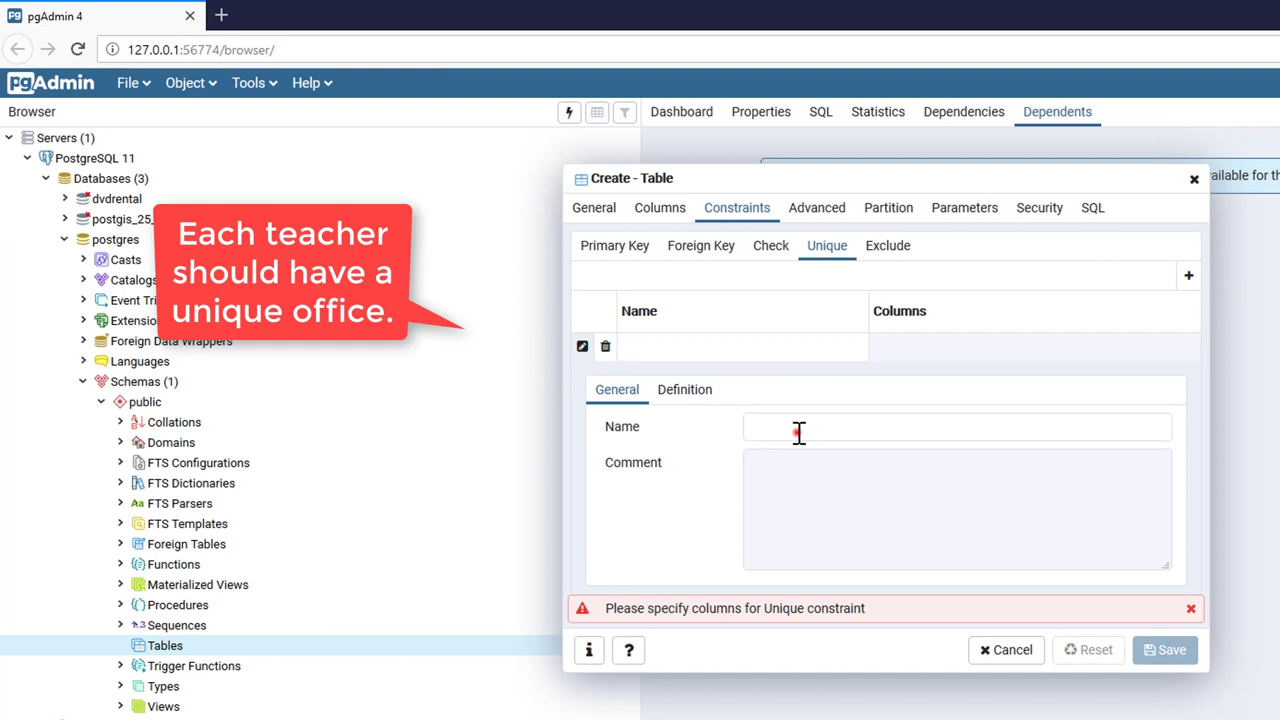 pgAdmin 4
127.0.0.1:56774/browser/
pgAdmin File Object Tools Help
Browser
Dashboard Properties SQL Statistics Dependencies Dependents
Servers (1)
PostgreSQL 11
Databases (3)
dvdrental
postgis_25_
postgres
Casts
Catalogs
Event Tri
Extension
Foreign Data Wrappers
Languages
Schemas (1)
public
Collations
Domains
FTS Configurations
FTS Dictionaries
FTS Parsers
FTS Templates
Foreign Tables
Functions
Materialized Views
Procedures
Sequences
Tables
Trigger Functions
Types
Views
Each teacher
should have a
unique office.
vailable for th
Create - Table
General Columns Constraints Advanced Partition Parameters Security SQL
Primary Key Foreign Key Check Unique Exclude
Name Columns
General Definition
Name
Comment
Please specify columns for Unique constraint
i ? Cancel Reset Save